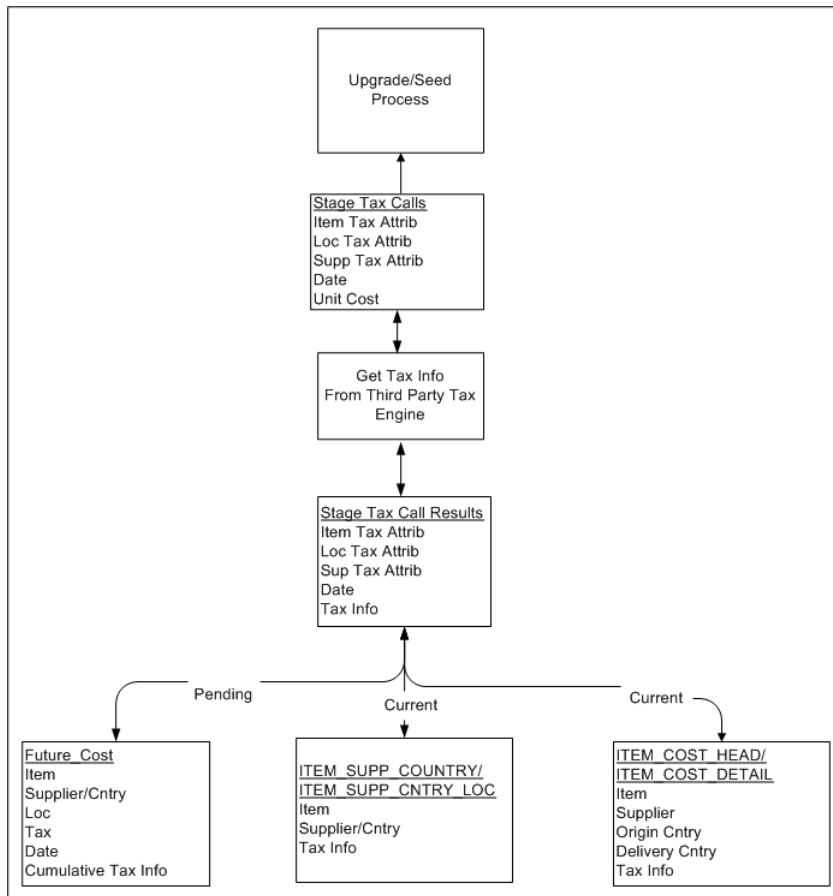 Upgrade/Seed
Process
Stage Tax Calls
Item Tax Attrib
Loc Tax Attrib
Supp Tax Attrib
Date
Unit Cost
Get Tax Info
From Third Party Tax
Engine
Stage Tax Call Results
Item Tax Attrib
Loc Tax Attrib
Sup Tax Attrib
Date
Tax Info
Pending
Current
Current
Future_Cost
Item
Supplier/Cntry
Loc
Tax
Date
Cumulative Tax Info
ITEM_SUPP_COUNTRY/
ITEM_SUPP_CNTRY_LOC
Item
Supplier/Cntry
Tax Info
ITEM_COST_HEAD/
ITEM_COST_DETAIL
Item
Supplier
Origin Cntry
Delivery Cntry
Tax Info